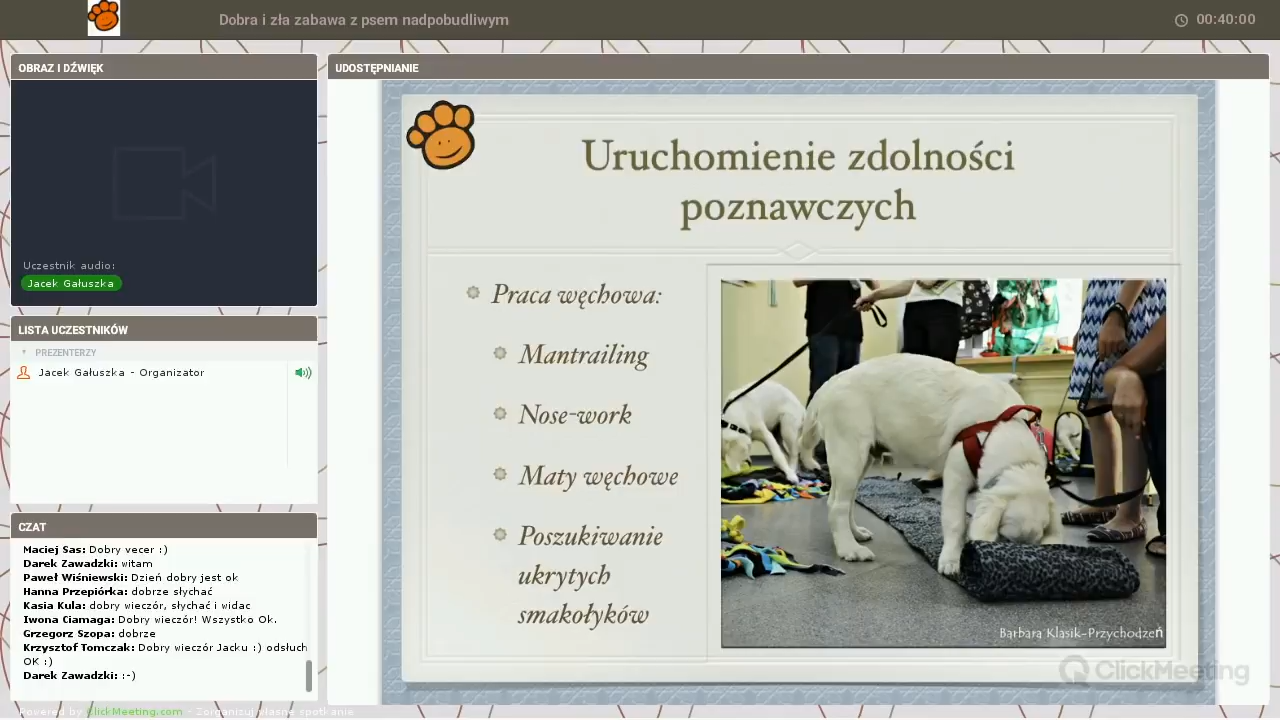 Dobra i zła zabawa z psem nadpobudliwym
00:40:00
OBRAZ I DŹWIĘK
Uczestnik audio:
Jacek Gałuszka
LISTA UCZESTNIKÓW
PREZENTERZY
Jacek Gałuszka - Organizator
CZAT
Maciej Sas: Dobry vecer :)
Darek Zawadzki: witam
Paweł Wiśniewski: Dzień dobry jest ok
Hanna Przepiórka: dobrze słychać
Kasia Kula: dobry wieczór, słychać i widac
Iwona Ciamaga: Dobry wieczór! Wszystko Ok.
Grzegorz Szopa: dobrze
Krzysztof Tomczak: Dobry wieczór Jacku :) odsłuch
OK :)
Darek Zawadzki: :-)
Powered by ClickMeeting.com - Zorganizuj własne spotkanie
UDOSTĘPNIANIE
Uruchomienie zdolności
poznawczych
Praca węchowa:
Mantrailing
Nose-work
Maty węchowe
Poszukiwanie
ukrytych
smakołyków
Barbara Klasik-Przychodzeń
ClickMeeting